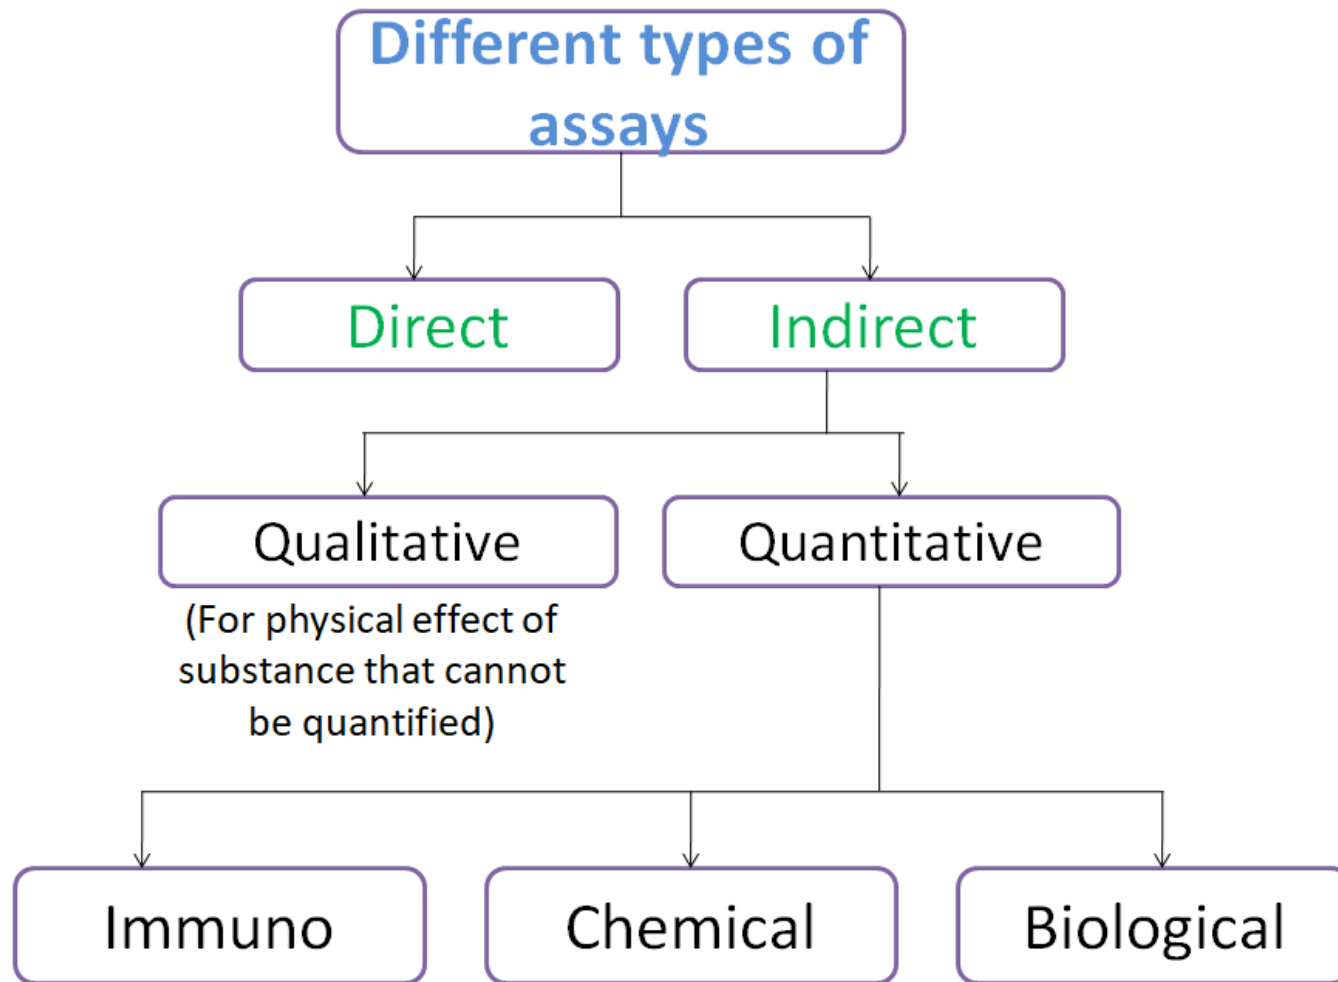 Different types of
assays
Direct
Indirect
Qualitative
Quantitative
(For physical effect of
substance that cannot
be quantified)
Immuno
Chemical
Biological